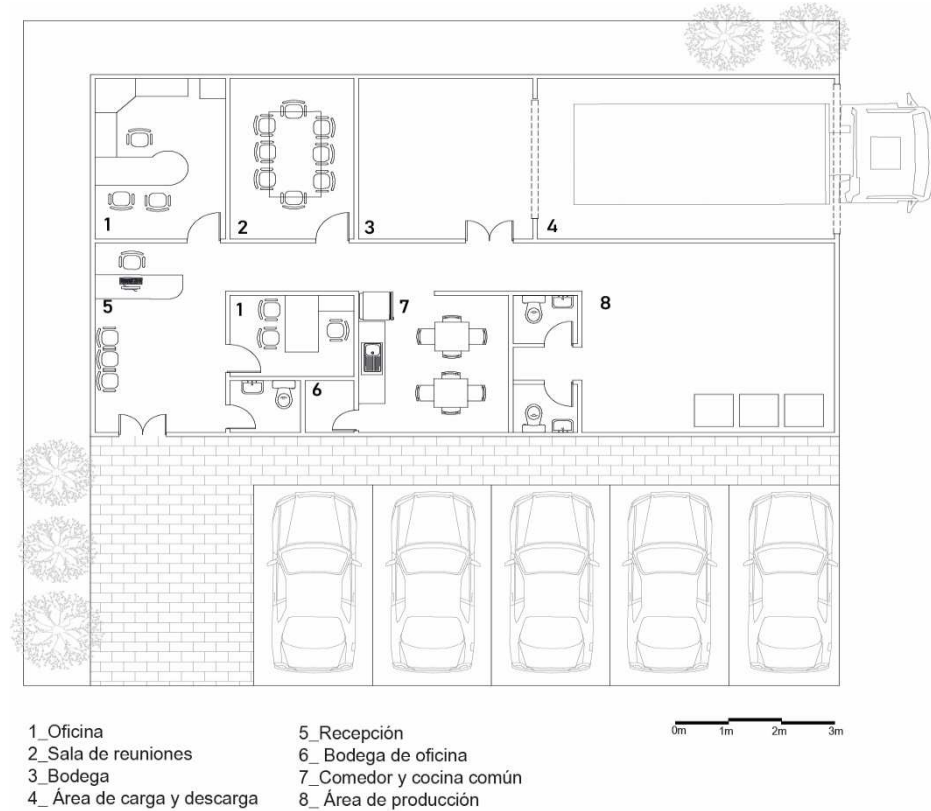 1
2
3
4
5
1
7
8
6
0m 1m 2m 3m
1_Oficina
2_Sala de reuniones
3_Bodega
4_ Área de carga y descarga
5_Recepción
6_ Bodega de oficina
7_Comedor y cocina común
8_ Área de producción